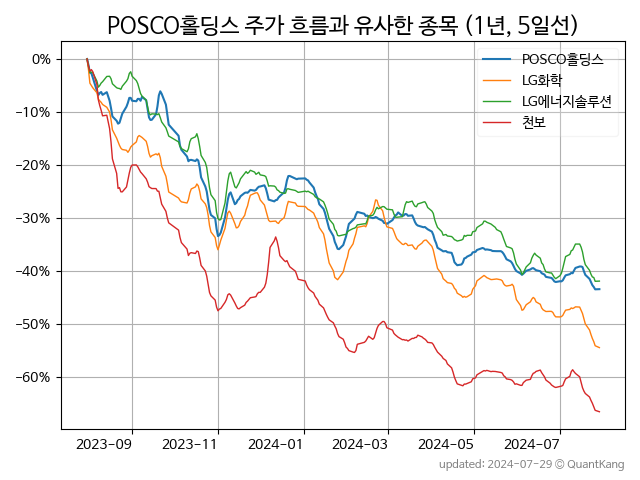 POSCO홀딩스 주가 흐름과 유사한 종목 (1년, 5일선)
POSCO홀딩스
LG화학
LG에너지솔루션
천보
0%
−10%
−20%
−30%
−40%
−50%
−60%
2023-09
2023-11
2024-01
2024-03
2024-05
2024-07
updated: 2024-07-29 @ QuantKang